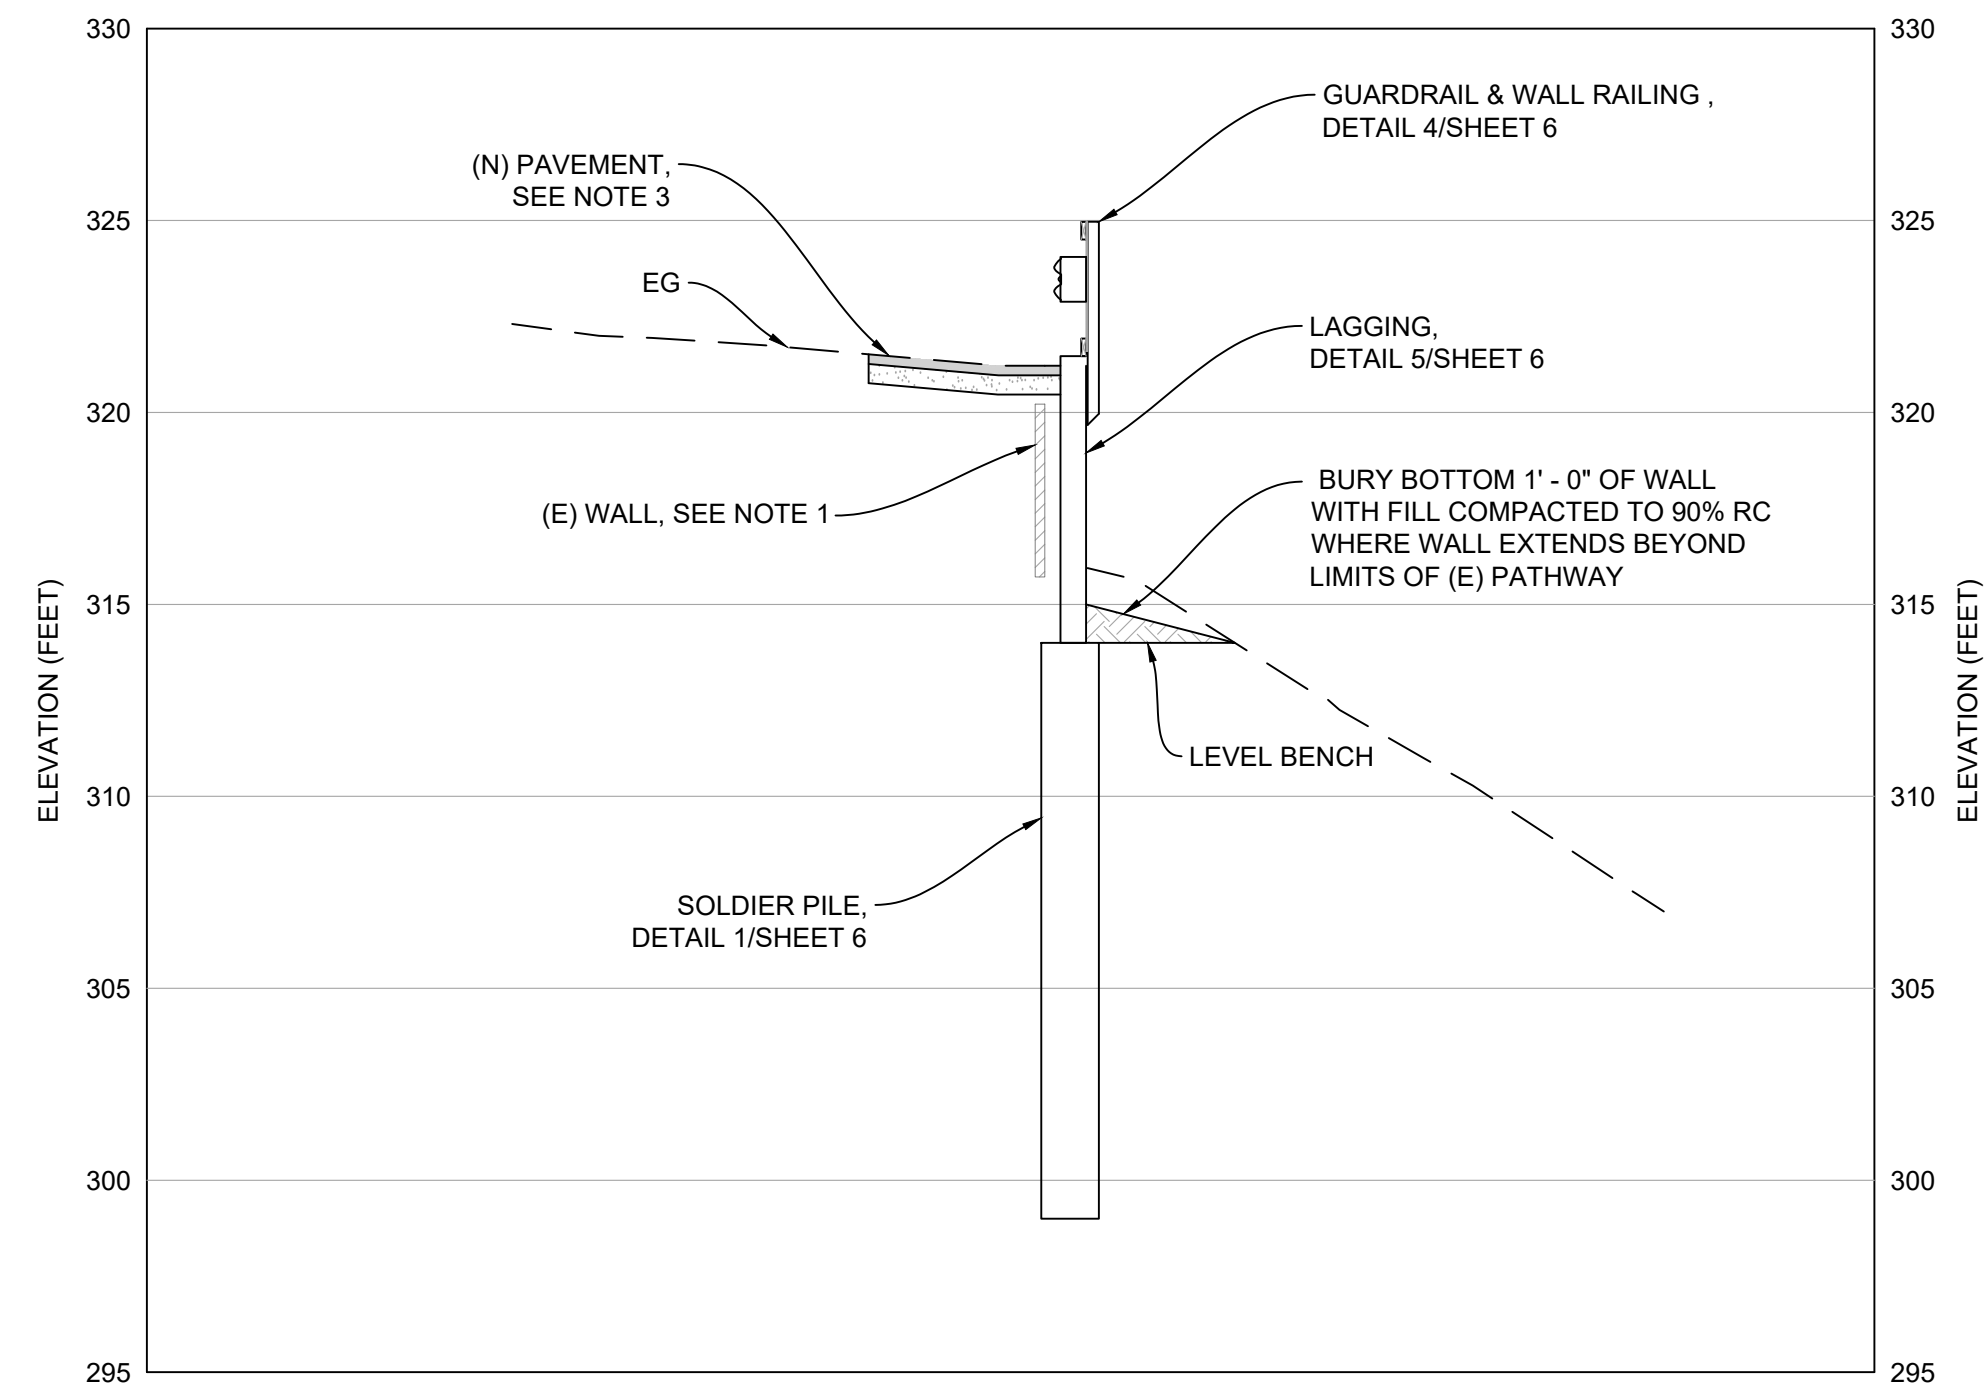 330
330
GUARDRAIL & WALL RAILING ,
DETAIL 4/SHEET 6
(N) PAVEMENT,
SEE NOTE 3
325
325
EG
LAGGING,
DETAIL 5/SHEET 6
320
320
BURY BOTTOM 1' - 0" OF WALL
WITH FILL COMPACTED TO 90% RC
WHERE WALL EXTENDS BEYOND
LIMITS OF (E) PATHWAY
(E) WALL, SEE NOTE 1
315
315
ELEVATION (FEET)
ELEVATION (FEET)
LEVEL BENCH
310
310
SOLDIER PILE,
DETAIL 1/SHEET 6
305
305
300
300
295
295